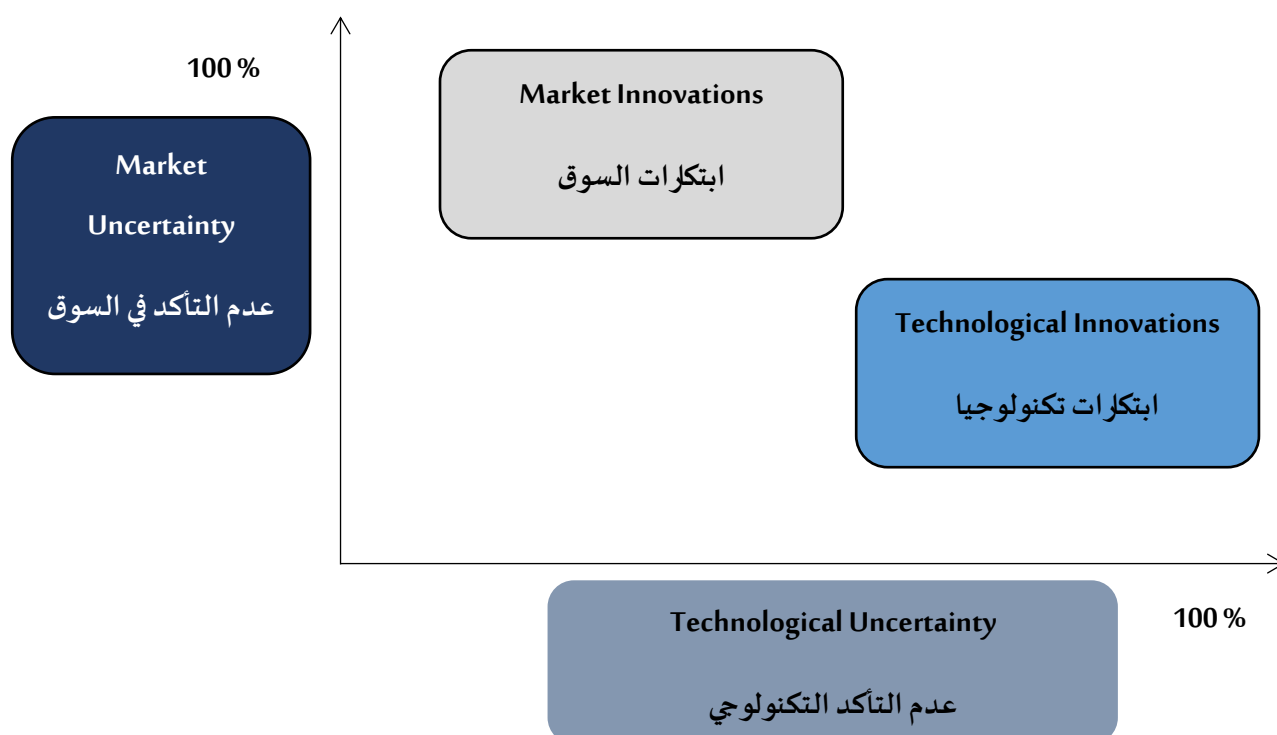 100 %
Market
Uncertainty
عدم التأكد في السوق
Market Innovations
ابتكارات السوق
Technological Innovations
ابتكارات تكنولوجيا
Technological Uncertainty
عدم التأكد التكنولوجي
100 %